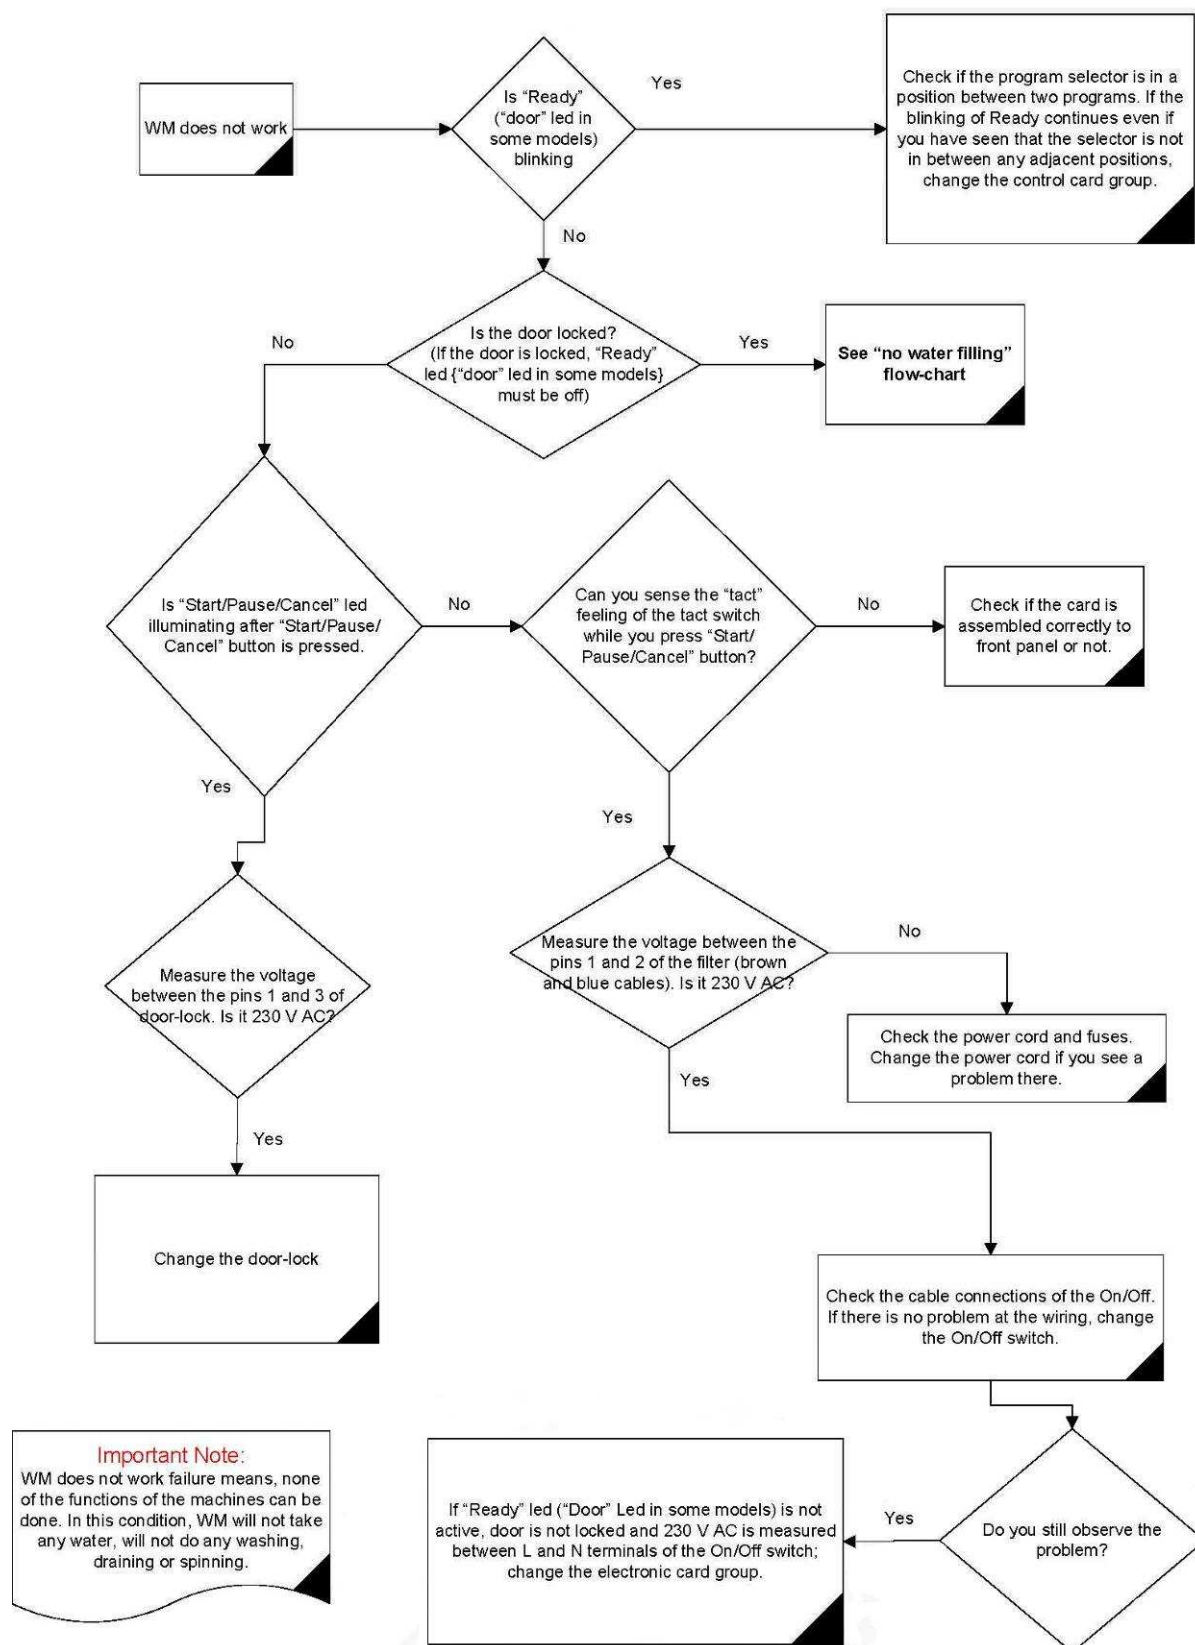 WM does not work
Is “Ready”
(“door” led in
some models)
blinking
Yes
Check if the program selector is in a
position between two programs. If the
blinking of Ready continues even if
you have seen that the selector is not
in between any adjacent positions,
change the control card group.
No
Is the door locked?
(If the door is locked, “Ready”
led {“door” led in some models}
must be off)
No
Yes
See “no water filling”
flow-chart
Is “Start/Pause/Cancel” led
illuminating after “Start/Pause/
Cancel” button is pressed.
No
Can you sense the “tact”
feeling of the tact switch
while you press “Start/
Pause/Cancel” button?
No
Check if the card is
assembled correctly to
front panel or not.
Yes
Yes
Measure the voltage
between the pins 1 and 3 of
door-lock. Is it 230 V AC?
Measure the voltage between the
pins 1 and 2 of the filter (brown
and blue cables). Is it 230 V AC?
No
Check the power cord and fuses.
Change the power cord if you see a
problem there.
Yes
Yes
Change the door-lock
Check the cable connections of the On/Off.
If there is no problem at the wiring, change
the On/Off switch.
Important Note:
WM does not work failure means, none
of the functions of the machines can be
done. In this condition, WM will not take
any water, will not do any washing,
draining or spinning.
If “Ready” led (“Door” Led in some models) is not
active, door is not locked and 230 V AC is measured
between L and N terminals of the On/Off switch;
change the electronic card group.
Yes
Do you still observe the
problem?